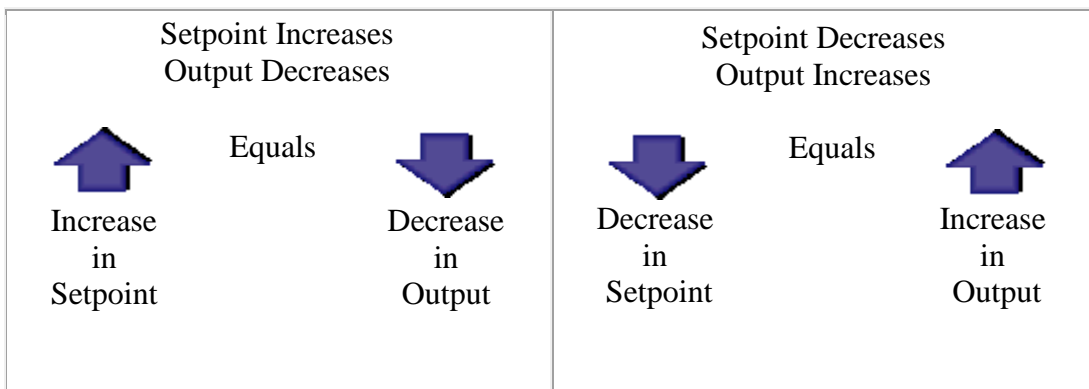 Setpoint Increases
Output Decreases
Equals
Increase
in
Setpoint
Decrease
in
Output
Setpoint Decreases
Output Increases
Equals
Decrease
in
Setpoint
Increase
in
Output